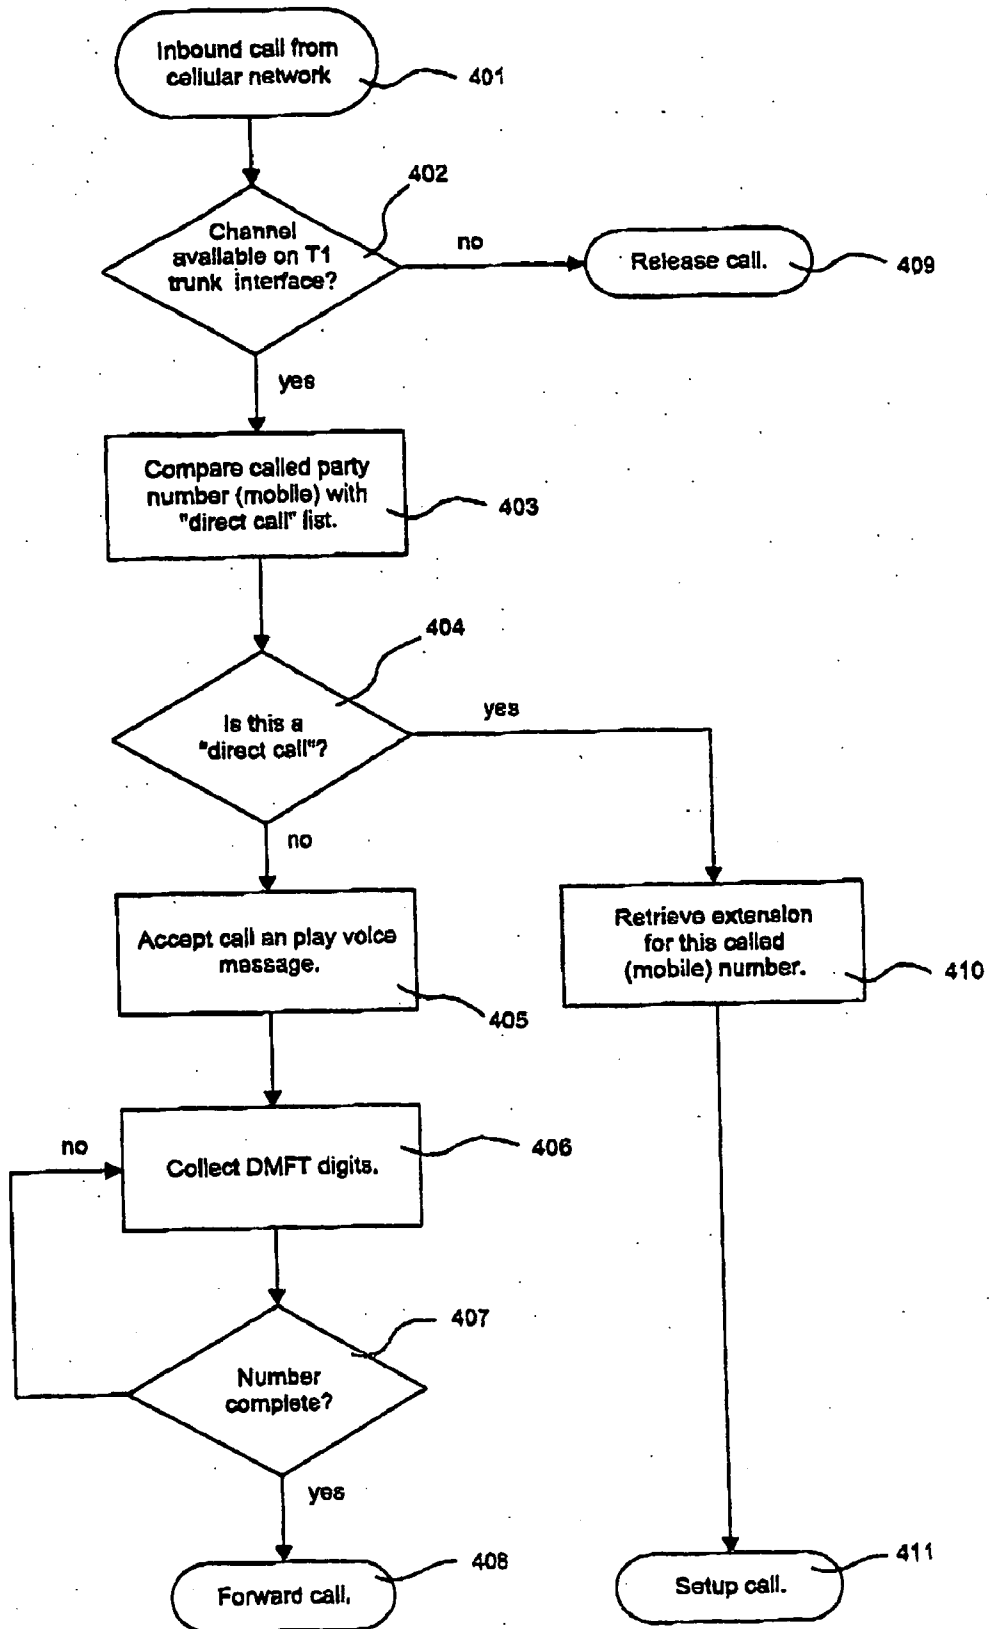 Inbound call from
cellular network
401
402
Channel
available on T1
trunk interface?
no
Release call.
409
yes
Compare called party
number (mobile) with
"direct call" list.
403
404
Is this a
"direct call"?
yes
no
Accept call an play voice
message.
405
Retrieve extension
for this called
(mobile) number.
410
no
Collect DMFT digits.
406
407
Number
complete?
yes
Forward call.
408
Setup call.
411